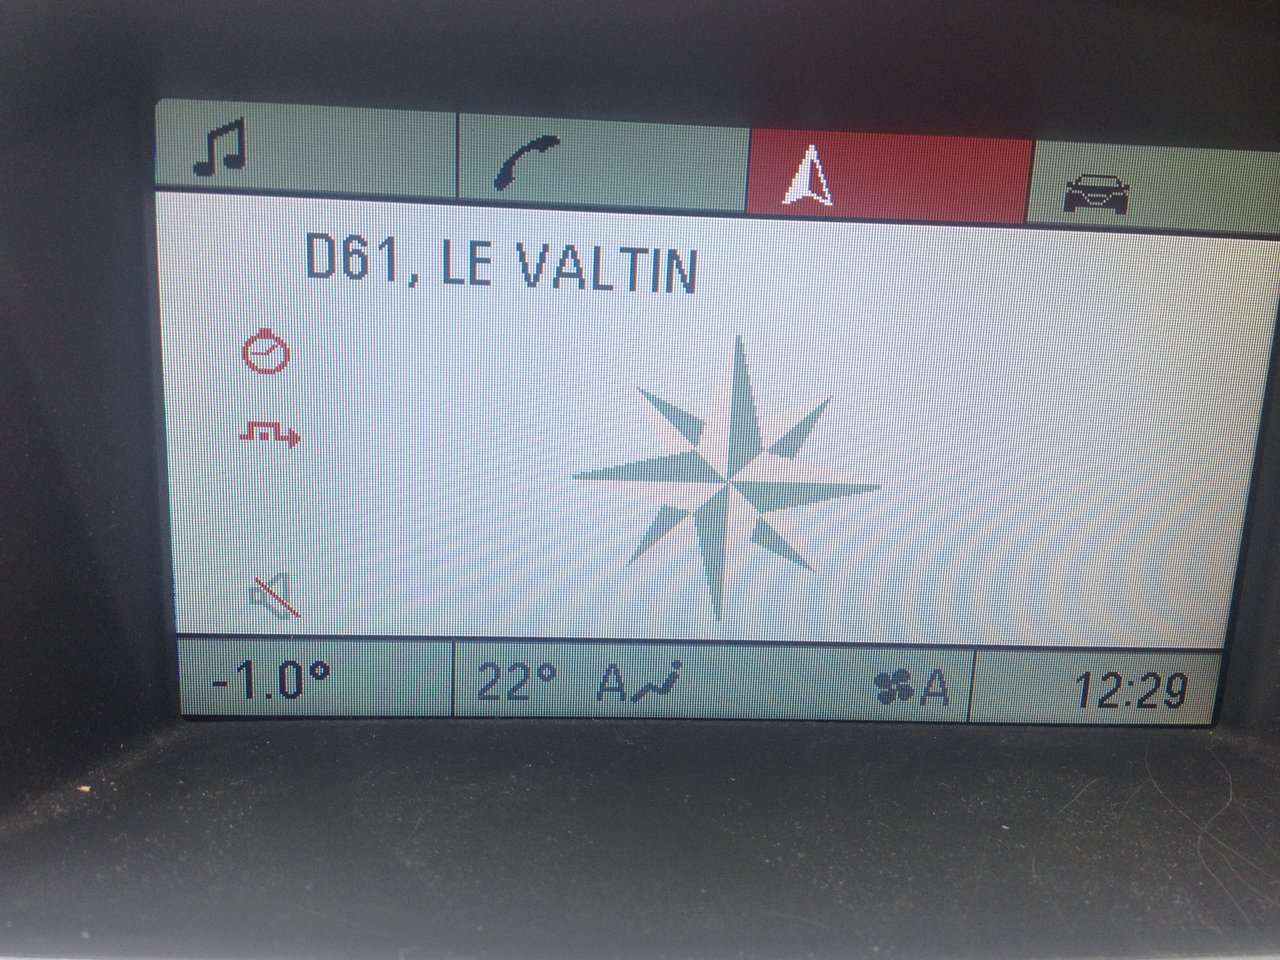 D61, LE VALTIN
-1.0° 22° A A 12:29